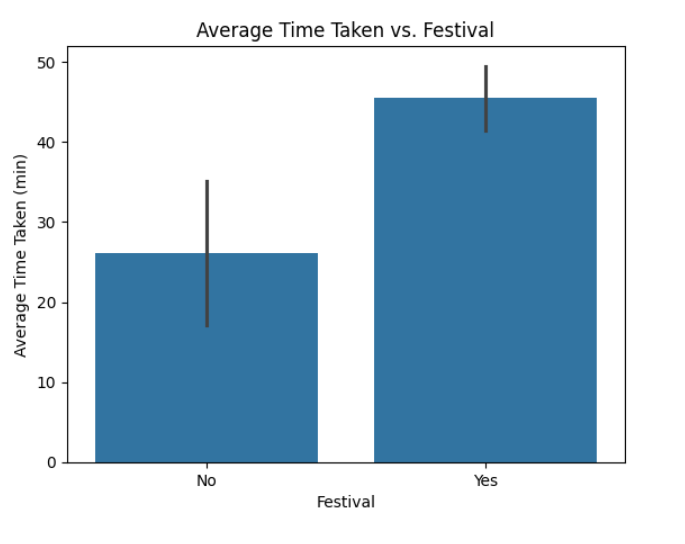 Average Time Taken vs. Festival
Average Time Taken (min)
50
40
30
20
10
0
No Yes
Festival